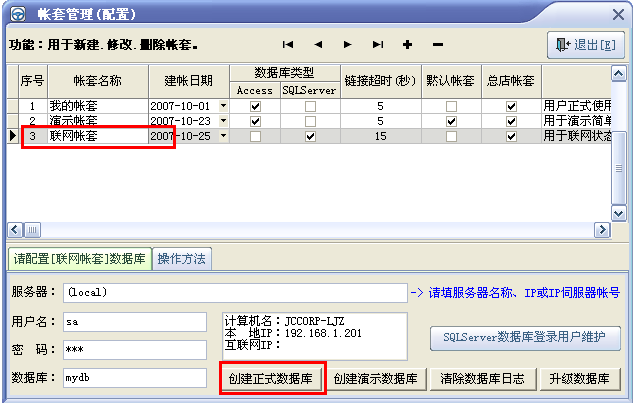 帐套管理(配置)
功能：用于新建.修改.删除帐套。 退出[E]
序号 帐套名称 建帐日期 数据库类型 链接超时(秒) 默认帐套 总店帐套
Access SQLServer
1 我的帐套 2007-10-01 5 用户正式使用
2 演示帐套 2007-10-23 5 用于演示简单
3 联网帐套 2007-10-25 15 用于联网状态
请配置[联网帐套]数据库 操作方法
服务器： (local) -> 请填服务器名称、IP或IP伺服器帐号
用户名： sa
计算机名：JCCORP-LJZ
本 地IP：192.168.1.201
互联网IP：
SQLServer数据库登录用户维护
密 码： ***
数据库： mydb 创建正式数据库 创建演示数据库 清除数据库日志 升级数据库